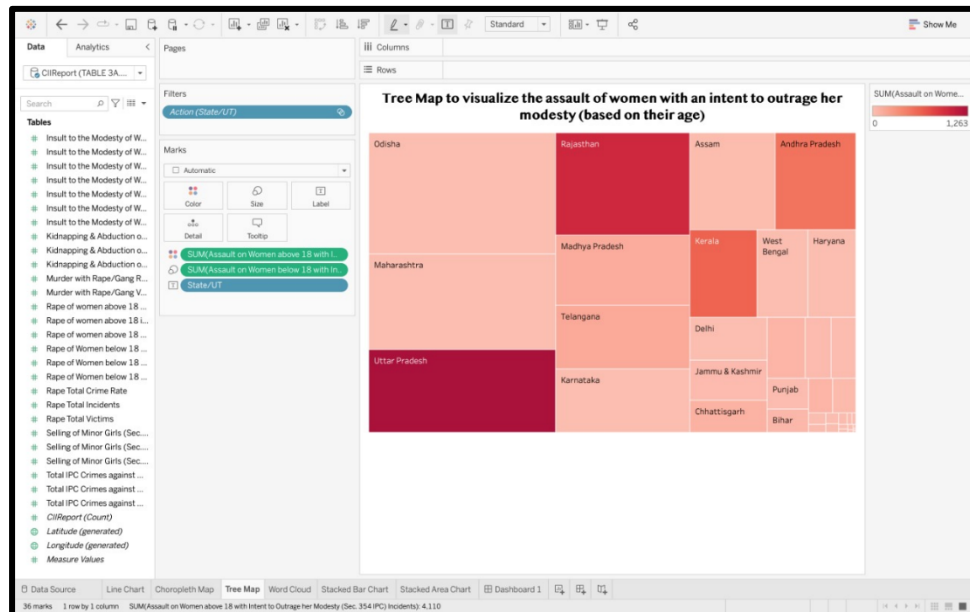 Standard
Show Me
Data
Analytics
CIIReport (TABLE 3A....
Search
Tables
Insult to the Modesty of W...
Insult to the Modesty of W...
Insult to the Modesty of W...
Insult to the Modesty of W...
Insult to the Modesty of W...
Insult to the Modesty of W...
Insult to the Modesty of W...
Kidnapping & Abduction o...
Kidnapping & Abduction o...
Kidnapping & Abduction o...
Murder with Rape/Gang R...
Murder with Rape/Gang V...
Rape of women above 18 ...
Rape of women above 18 i...
Rape of women above 18 ...
Rape of Women below 18 ...
Rape of Women below 18 ...
Rape of Women below 18 ...
Rape Total Crime Rate
Rape Total Incidents
Rape Total Victims
Selling of Minor Girls (Sec....
Selling of Minor Girls (Sec....
Selling of Minor Girls (Sec....
Total IPC Crimes against ...
Total IPC Crimes against ...
Total IPC Crimes against ...
CIIReport (Count)
Latitude (generated)
Longitude (generated)
Measure Values
Pages
Filters
Action (State/UT)
Marks
Automatic
Color
Size
Label
Detail
Tooltip
SUM(Assault on Women above 18 with I...
SUM(Assault on Women below 18 with In...
State/UT
Columns
Rows
Tree Map to visualize the assault of women with an intent to outrage her
modesty (based on their age)
Odisha
Maharashtra
Uttar Pradesh
Rajasthan
Madhya Pradesh
Telangana
Karnataka
Assam
Andhra Pradesh
Kerala
West
Bengal
Haryana
Delhi
Jammu & Kashmir
Chhattisgarh
Punjab
Bihar
SUM(Assault on Wome...
0
1,263
Data Source
Line Chart
Choropleth Map
Tree Map
Word Cloud
Stacked Bar Chart
Stacked Area Chart
Dashboard 1
36 marks
1 row by 1 column
SUM(Assault on Women above 18 with Intent to Outrage her Modesty (Sec. 354 IPC) Incidents): 4,110